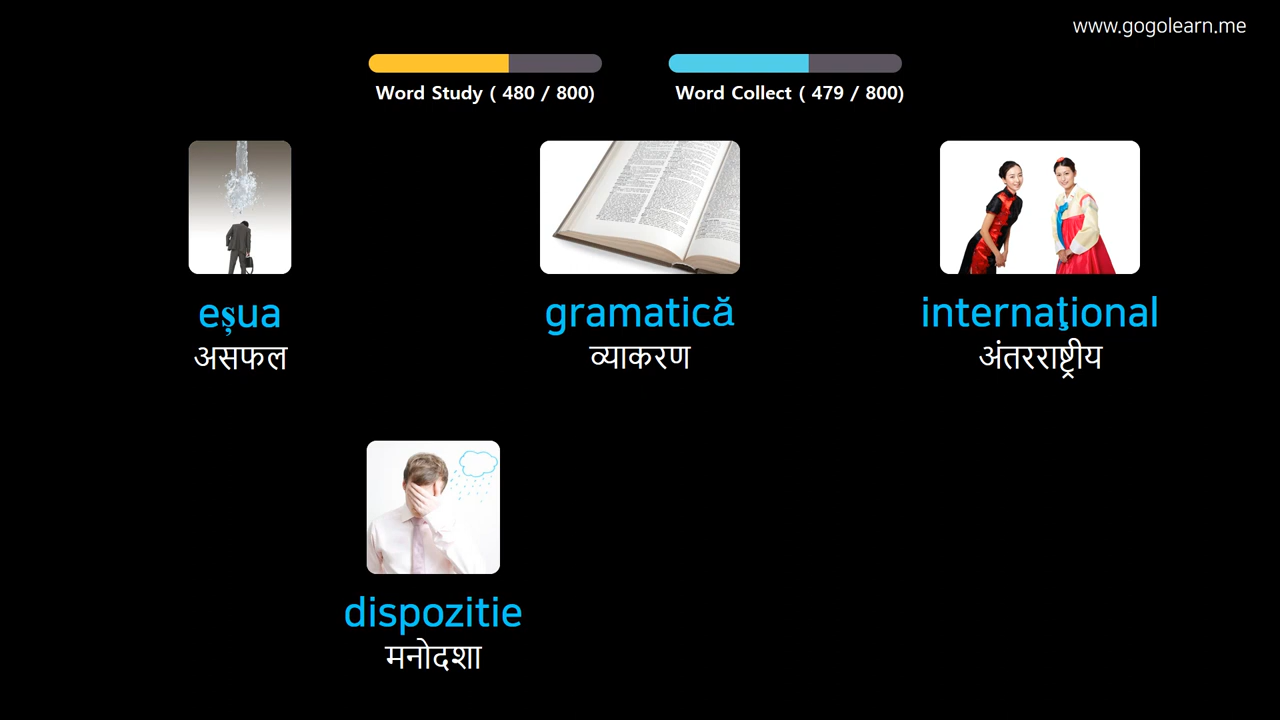 www.gogolearn.me
Word Study ( 480 / 800)
Word Collect ( 479 / 800)
eșua
असफल
gramatică
व्याकरण
internaţional
अंतरराष्ट्रीय
dispozitie
मनोदशा